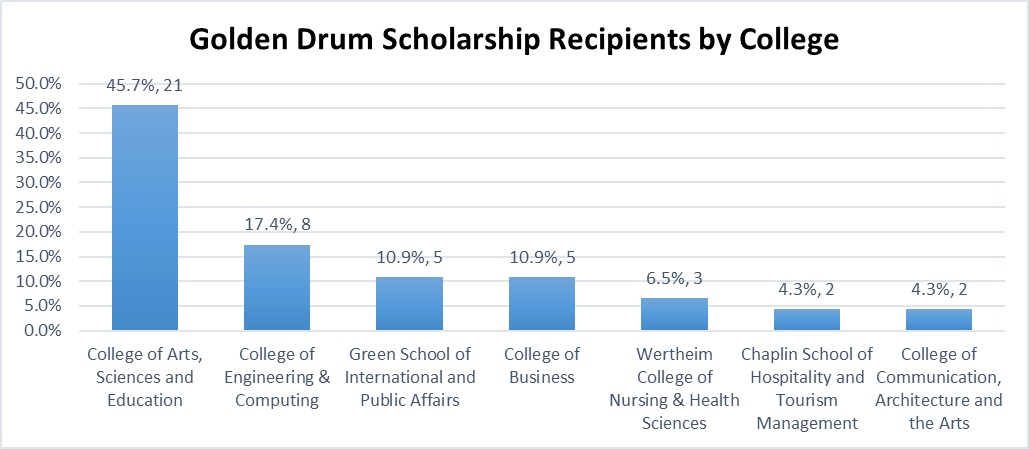 Golden Drum Scholarship Recipients by College
50.0%
45.0%
40.0%
35.0%
30.0%
25.0%
20.0%
15.0%
10.0%
5.0%
0.0%
45.7%, 21
17.4%, 8
10.9%, 5
10.9%, 5
6.5%, 3
4.3%, 2
4.3%, 2
College of Arts,
Sciences and
Education
College of
Engineering &
Computing
Green School of
International and
Public Affairs
College of
Business
Wertheim
College of
Nursing & Health
Sciences
Chaplin School of
Hospitality and
Tourism
Management
College of
Communication,
Architecture and
the Arts